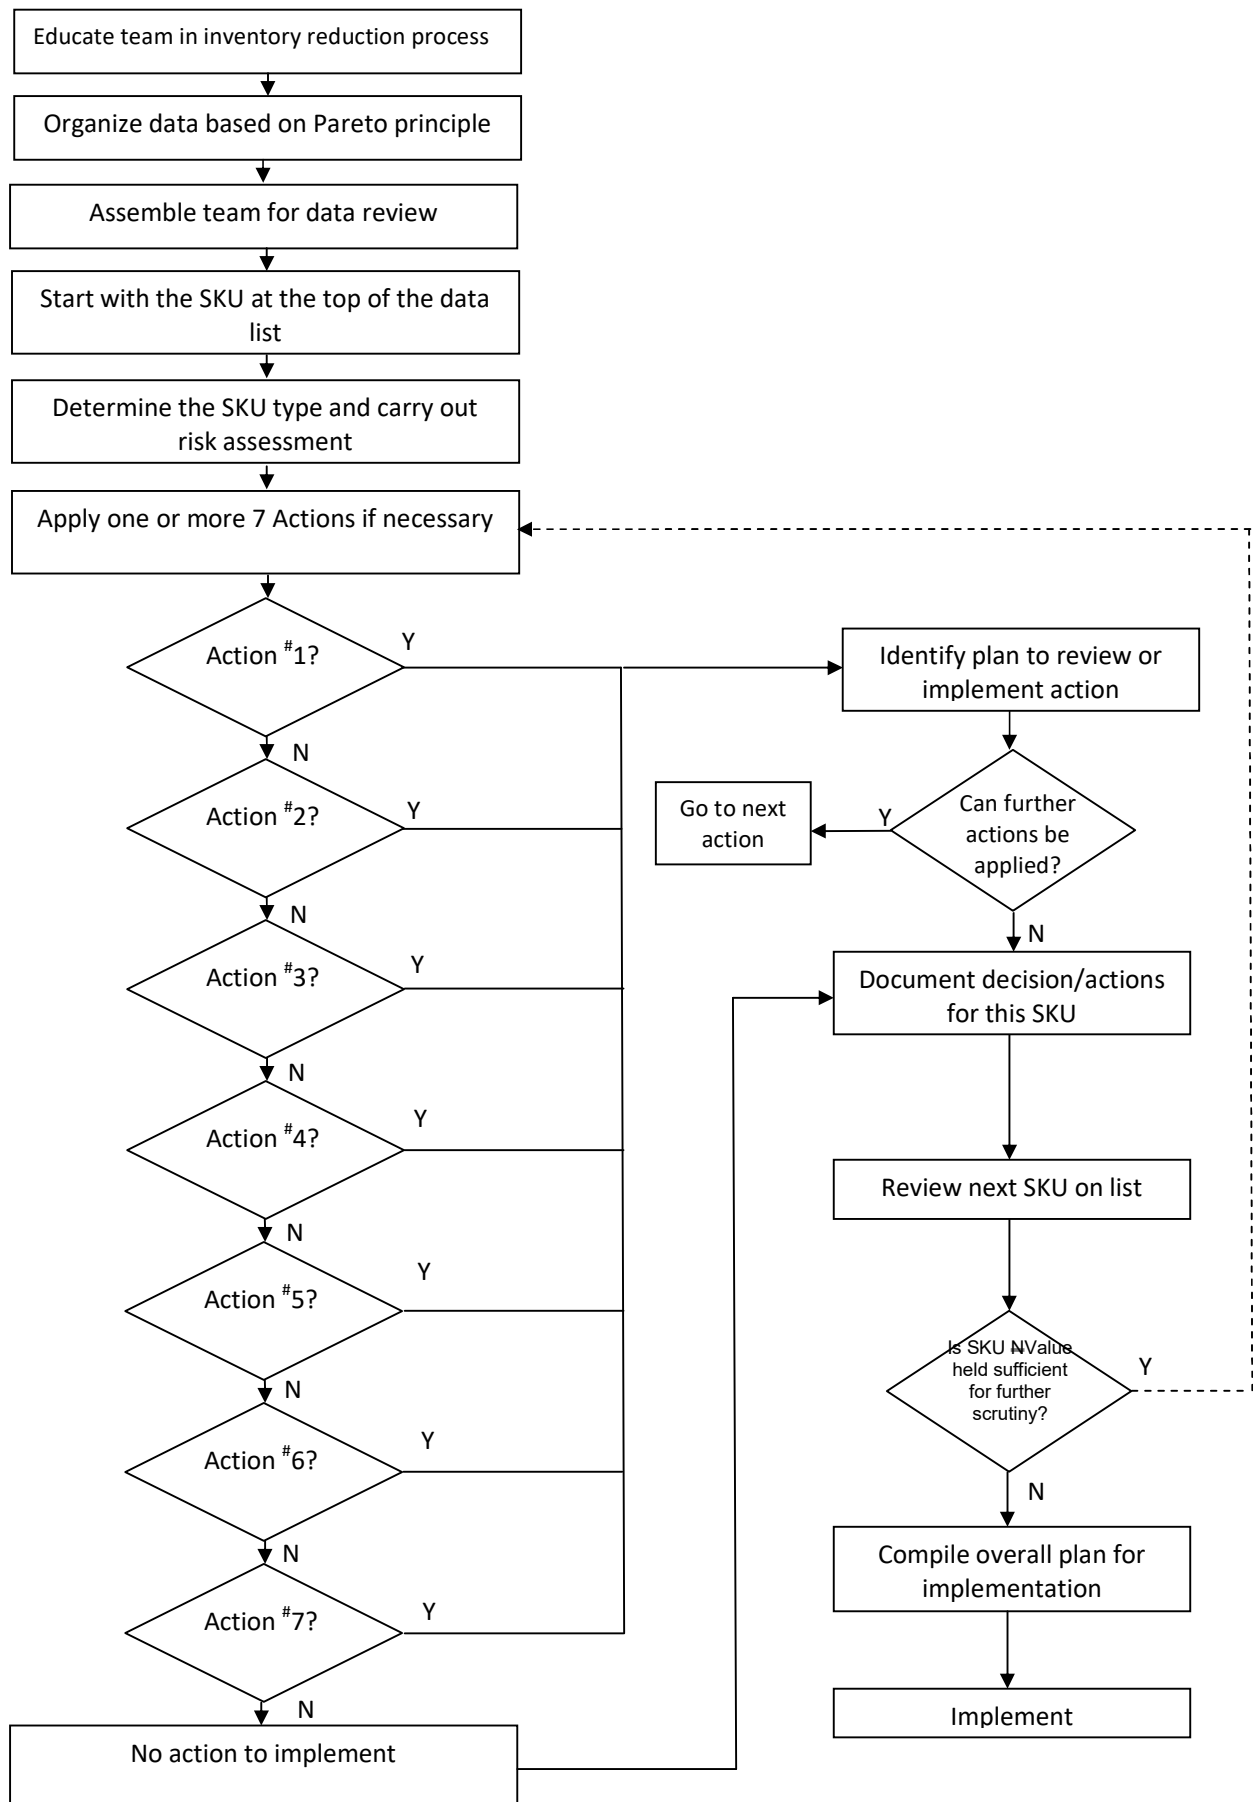 Educate team in inventory reduction process
Organize data based on Pareto principle
Assemble team for data review
Start with the SKU at the top of the data
list
Determine the SKU type and carry out
risk assessment
Apply one or more 7 Actions if necessary
Action #1?
Y
N
Action #2?
Y
N
Action #3?
Y
N
Action #4?
Y
N
Action #5?
Y
N
Action #6?
Y
N
Action #7?
Y
N
No action to implement
Identify plan to review or
implement action
Can further
actions be
applied?
Y
Go to next
action
N
Document decision/actions
for this SKU
Review next SKU on list
Is SKU NValue
held sufficient
for further
scrutiny?
Y
N
Compile overall plan for
implementation
Implement